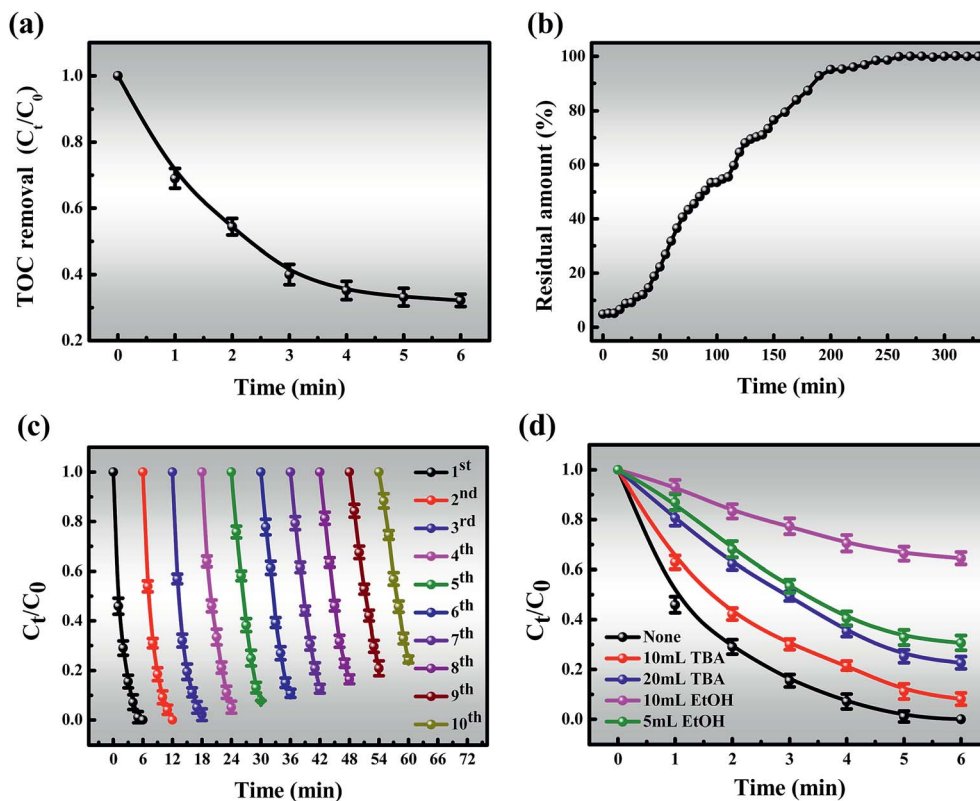 (a)
TOC removal (Ct/C0)
1.0
0.8
0.6
0.4
0.2
0 1 2 3 4 5 6
Time (min)
(b)
Residual amount (%)
100
80
60
40
20
0
0 50 100 150 200 250 300
Time (min)
(c)
Ct/C0
1.0
0.8
0.6
0.4
0.2
0.0
1st
2nd
3rd
4th
5th
6th
7th
8th
9th
10th
0 6 12 18 24 30 36 42 48 54 60 66 72
Time (min)
(d)
Ct/C0
1.0
0.8
0.6
0.4
0.2
0.0
None
10mL TBA
20mL TBA
10mL EtOH
5mL EtOH
0 1 2 3 4 5 6
Time (min)